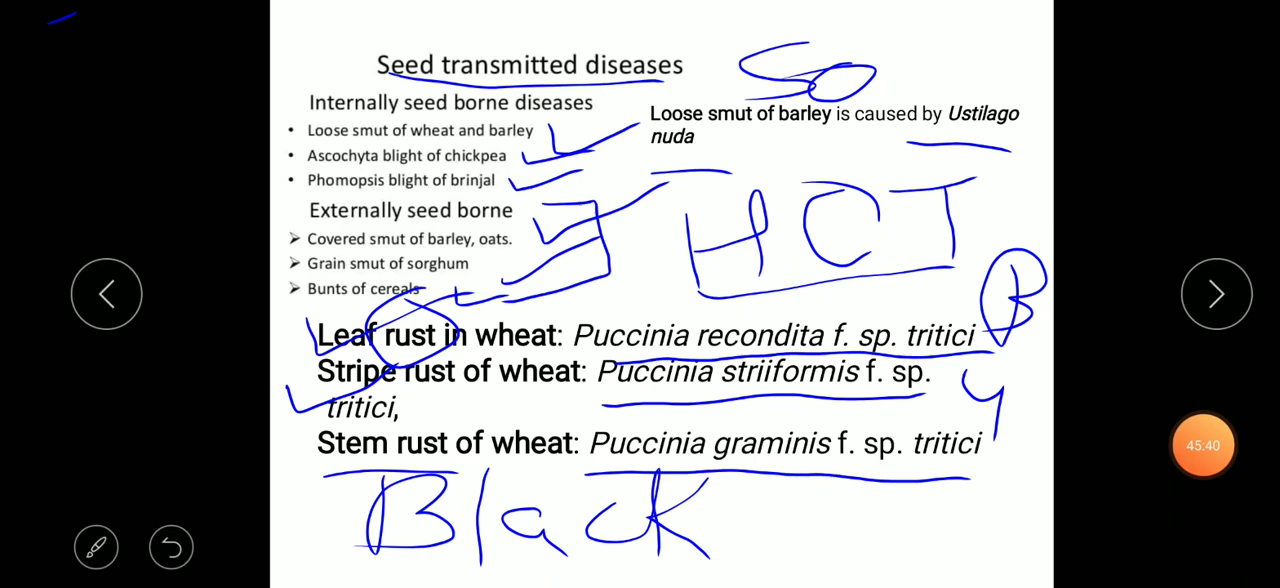 Seed transmitted diseases
SO
Internally seed borne diseases
• Loose smut of wheat and barley
• Ascochyta blight of chickpea
• Phomopsis blight of brinjal
Loose smut of barley is caused by Ustilago
nuda
HCT
Externally seed borne
➢ Covered smut of barley, oats.
➢ Grain smut of sorghum
➢ Bunts of cereals
B
Leaf rust in wheat: Puccinia recondita f. sp. tritici
Stripe rust of wheat: Puccinia striiformis f. sp.
tritici,
Y
Stem rust of wheat: Puccinia graminis f. sp. tritici
Black
45:40